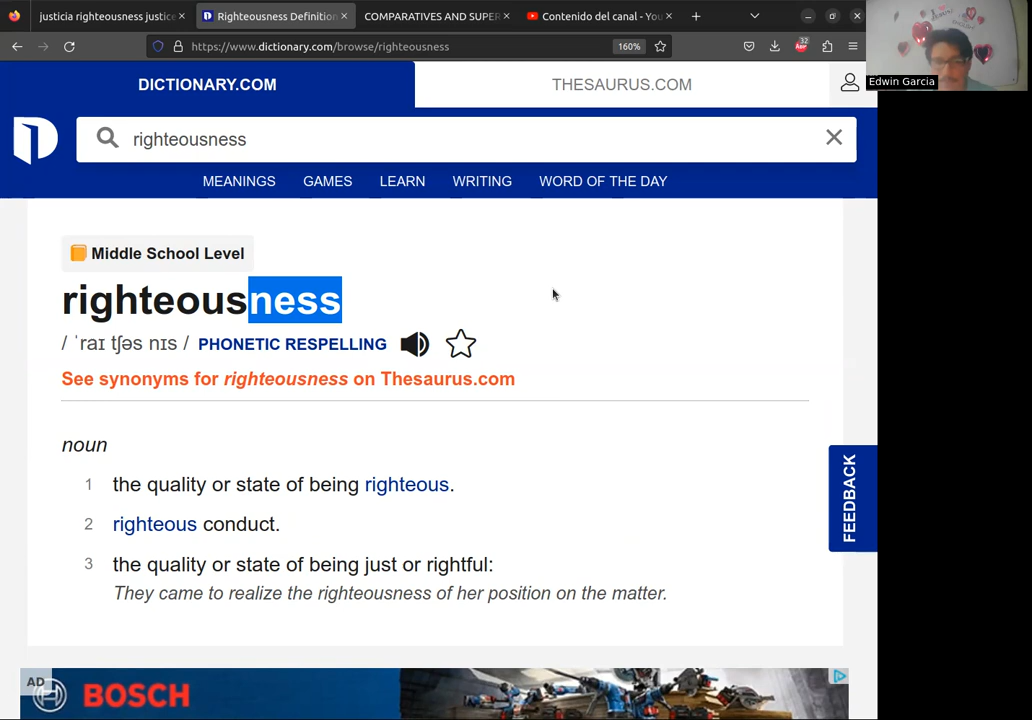 justicia righteousness justice
Righteousness Definition
COMPARATIVES AND SUPER
Contenido del canal - You
https://www.dictionary.com/browse/righteousness
160%
32
Edwin Garcia
DICTIONARY.COM
THESAURUS.COM
righteousness
MEANINGS GAMES LEARN WRITING WORD OF THE DAY
Middle School Level
righteousness
/ ˈraɪ tʃəs nɪs / PHONETIC RESPELLING
See synonyms for righteousness on Thesaurus.com
noun
1 the quality or state of being righteous.
2 righteous conduct.
3 the quality or state of being just or rightful:
They came to realize the righteousness of her position on the matter.
FEEDBACK
AD
BOSCH